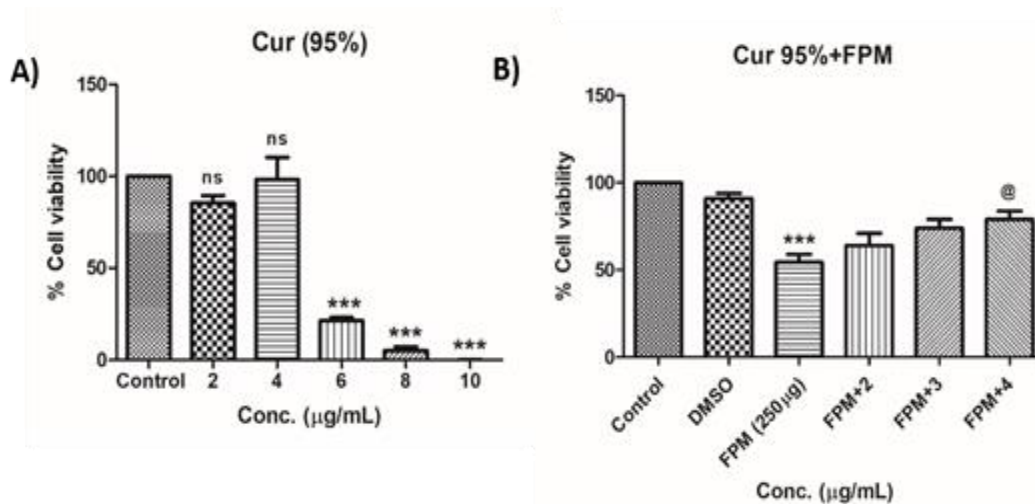 A)
Cur (95%)
% Cell viability
150
100
50
0
ns
ns
***
***
***
Control 2 4 6 8 10
Conc. (μg/mL)
B)
Cur 95%+FPM
% Cell viability
150
100
50
0
***
@
Control DMSO FPM (250μg) FPM+2 FPM+3 FPM+4
Conc. (μg/mL)